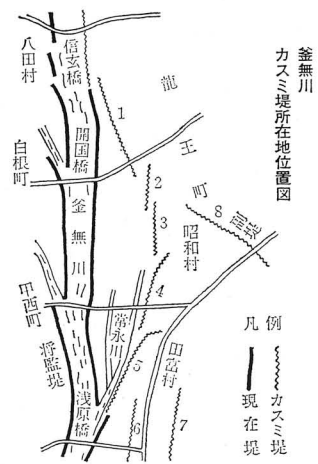 釜無川
カスミ堤所在地位置図
龍
王
町
信玄橋
八田村
開国橋
白根町
釜無川
1
2
3
昭和村
8
副堤
4
常永川
甲西町
将監堤
浅原橋
5
田富村
6
7
凡例
カスミ堤
現在堤